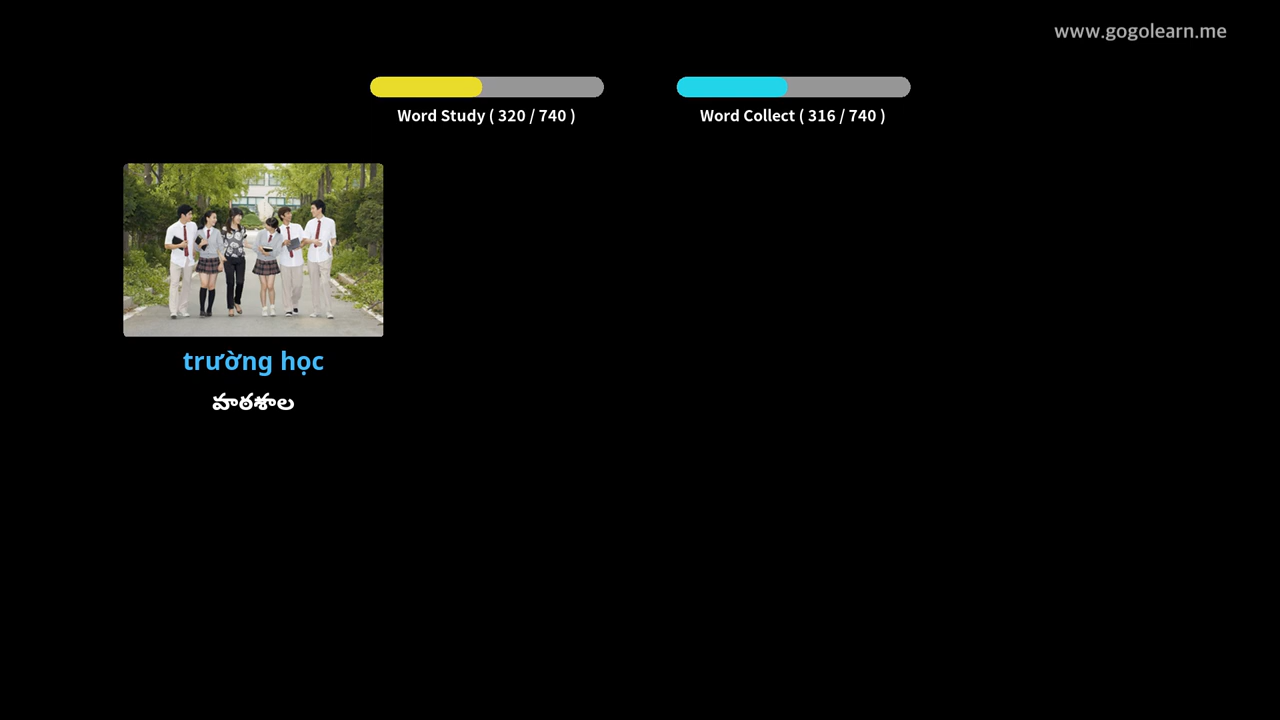 www.gogolearn.me
Word Study ( 320 / 740 )
Word Collect ( 316 / 740 )
trường học
పాఠశాల